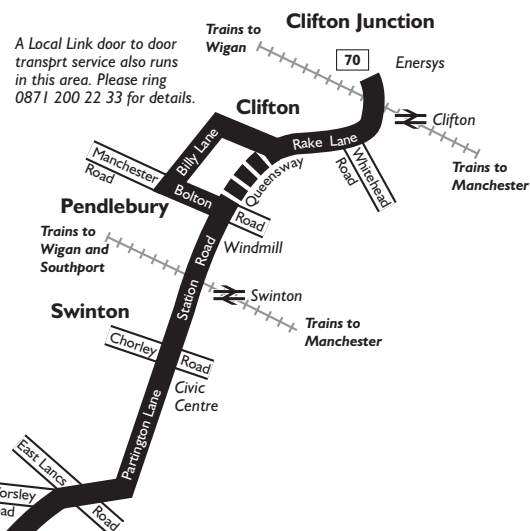 Clifton Junction
Trains to
Wigan
A Local Link door to door
transprt service also runs
in this area. Please ring
0871 200 22 33 for details.
70
Enersys
Clifton
Clifton
Rake Lane
Billy Lane
Queensway
Whitehead
Road
Trains to
Manchester
Manchester
Road
Bolton
Road
Pendlebury
Windmill
Trains to
Wigan and
Southport
Station Road
Swinton
Swinton
Trains to
Manchester
Chorley
Road
Civic
Centre
Partington Lane
East Lancs
Road
orsley
ad